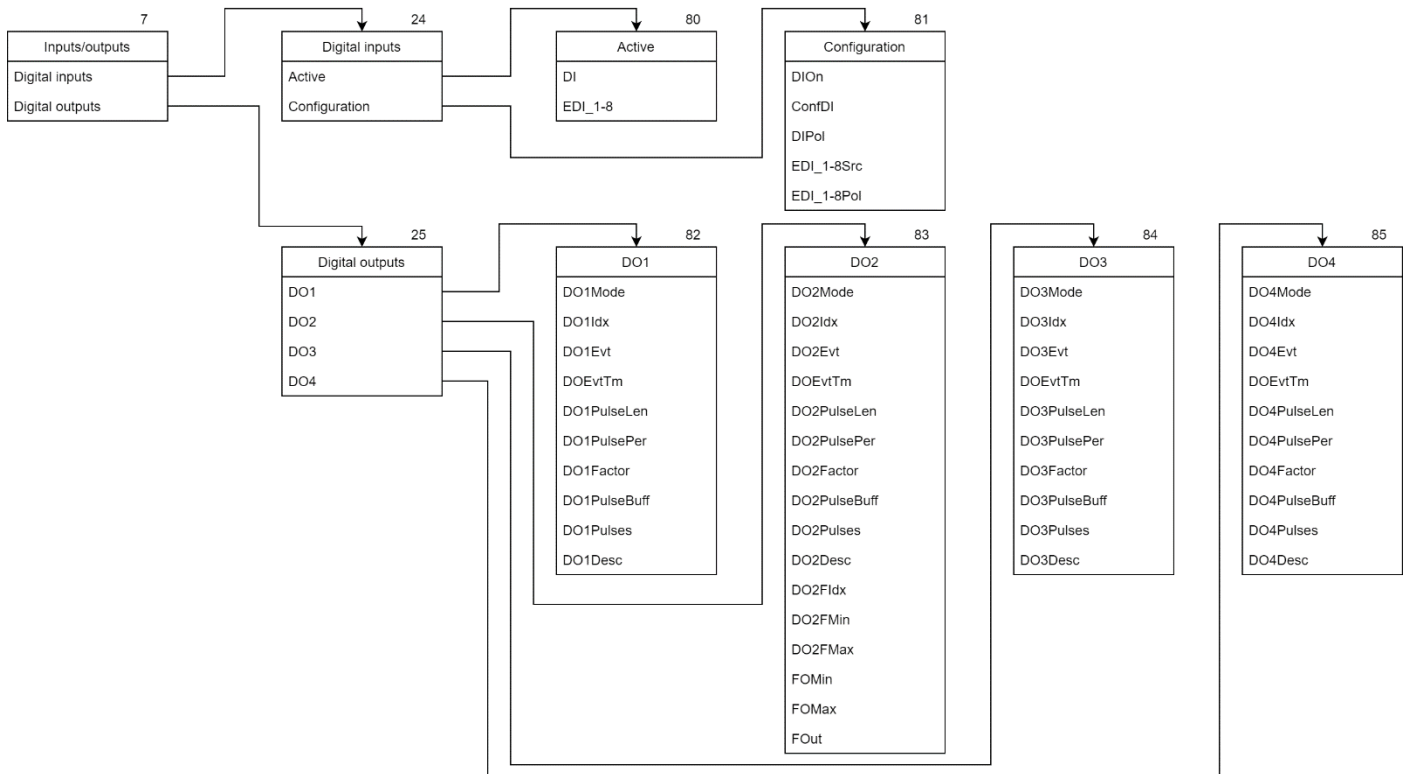 7
Inputs/outputs
Digital inputs
Digital outputs
24
Digital inputs
Active
Configuration
80
Active
DI
EDI_1-8
81
Configuration
DIOn
ConfDI
DIPol
EDI_1-8Src
EDI_1-8Pol
25
Digital outputs
DO1
DO2
DO3
DO4
82
DO1
DO1Mode
DO1Idx
DO1Evt
DOEvtTm
DO1PulseLen
DO1PulsePer
DO1Factor
DO1PulseBuff
DO1Pulses
DO1Desc
83
DO2
DO2Mode
DO2Idx
DO2Evt
DOEvtTm
DO2PulseLen
DO2PulsePer
DO2Factor
DO2PulseBuff
DO2Pulses
DO2Desc
DO2FIdx
DO2FMin
DO2FMax
FOMin
FOMax
FOut
84
DO3
DO3Mode
DO3Idx
DO3Evt
DOEvtTm
DO3PulseLen
DO3PulsePer
DO3Factor
DO3PulseBuff
DO3Pulses
DO3Desc
85
DO4
DO4Mode
DO4Idx
DO4Evt
DOEvtTm
DO4PulseLen
DO4PulsePer
DO4Factor
DO4PulseBuff
DO4Pulses
DO4Desc